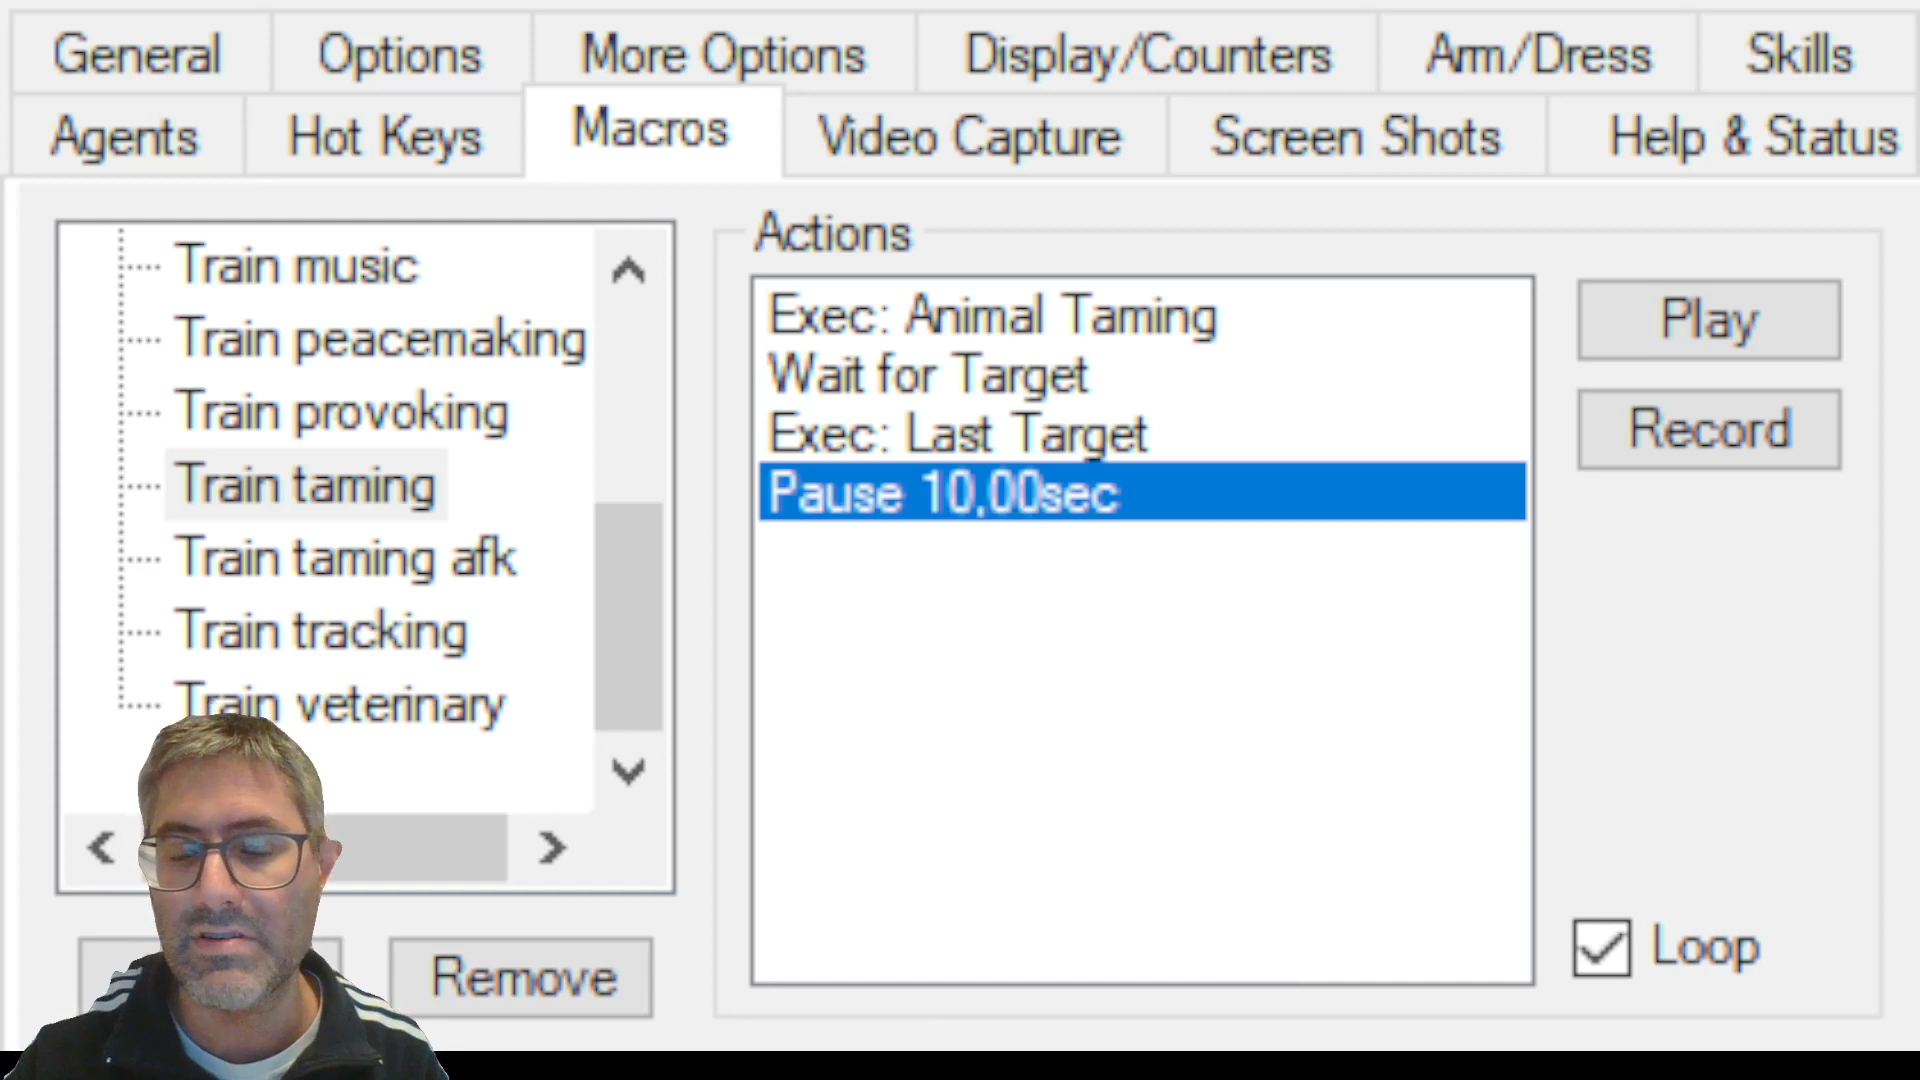 General Options More Options Display/Counters Arm/Dress Skills
Agents Hot Keys Macros Video Capture Screen Shots Help & Status
Train music
Train peacemaking
Train provoking
Train taming
Train taming afk
Train tracking
Train veterinary
Remove
Actions
Exec: Animal Taming
Wait for Target
Exec: Last Target
Pause 10,00sec
Play
Record
Loop